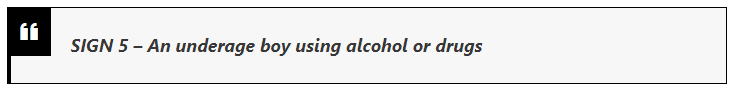 SIGN 5 – An underage boy using alcohol or drugs